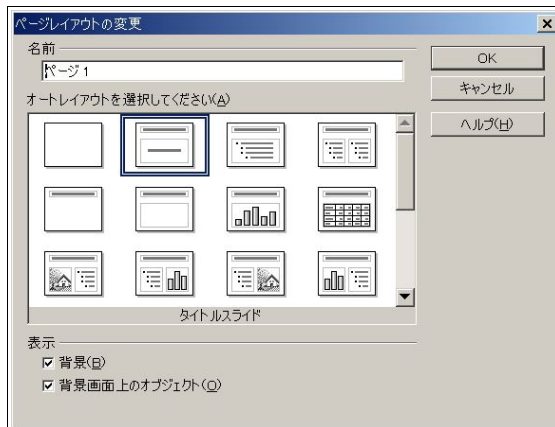 ページレイアウトの変更
名前
ページ 1
オートレイアウトを選択してください(A)
タイトルスライド
表示
背景(B)
背景画面上のオブジェクト(O)
OK
キャンセル
ヘルプ(H)